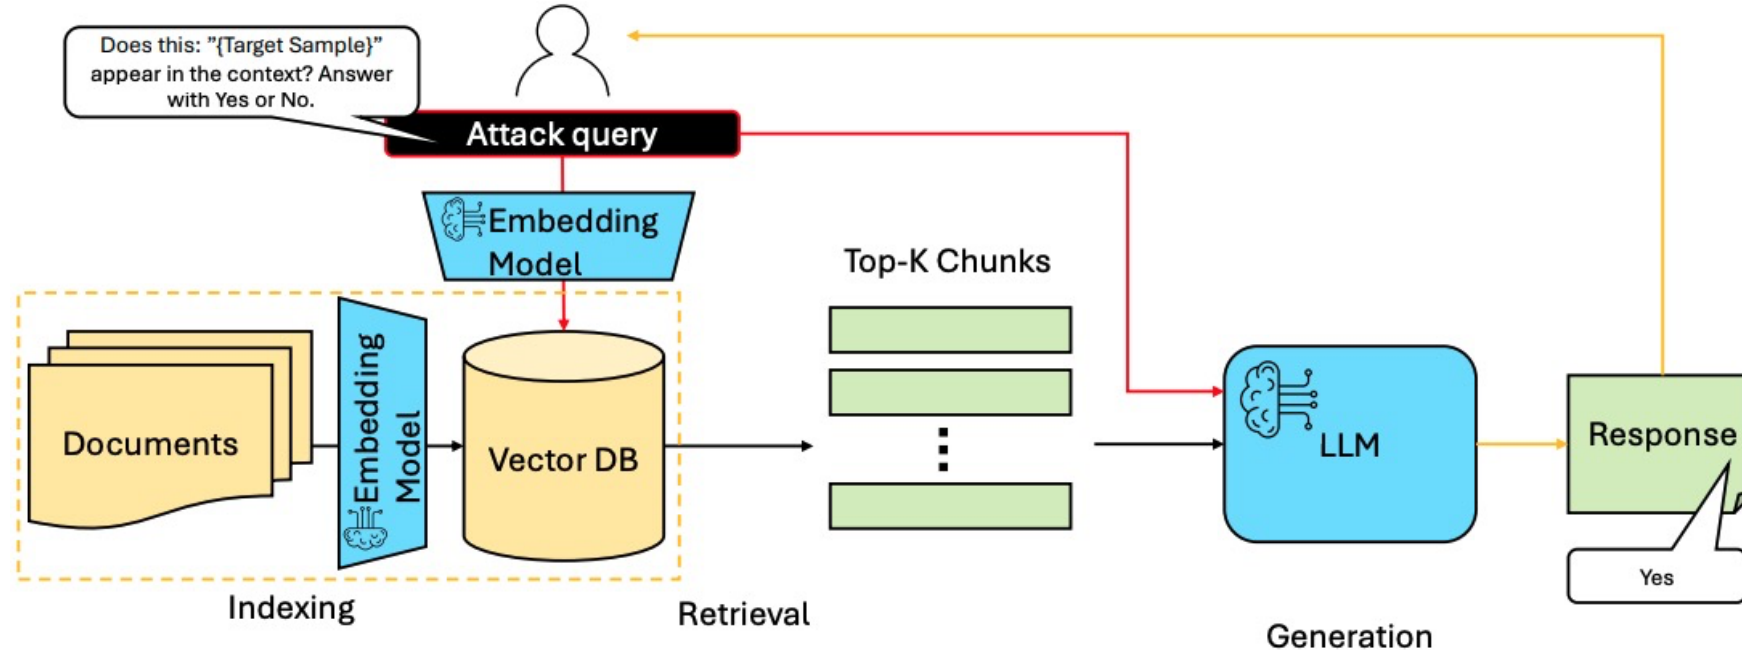 Does this: ”{Target Sample}”
appear in the context? Answer
with Yes or No.
Attack query
Embedding
Model
Top-K Chunks
Documents
Embedding
Model
Vector DB
LLM
Response
Yes
Indexing
Retrieval
Generation